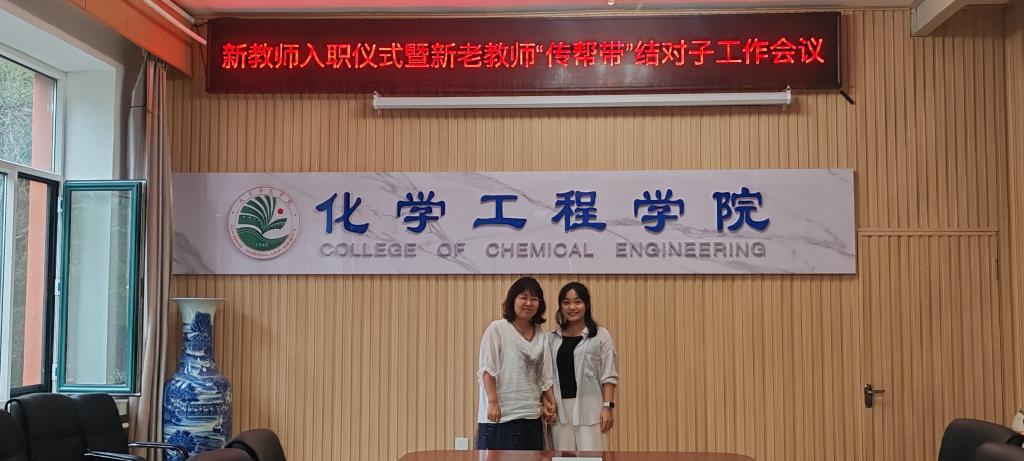 新教师入职仪式暨新老教师“传帮带”结对子工作会议
化学工程学院
COLLEGE OF CHEMICAL ENGINEERING
1960